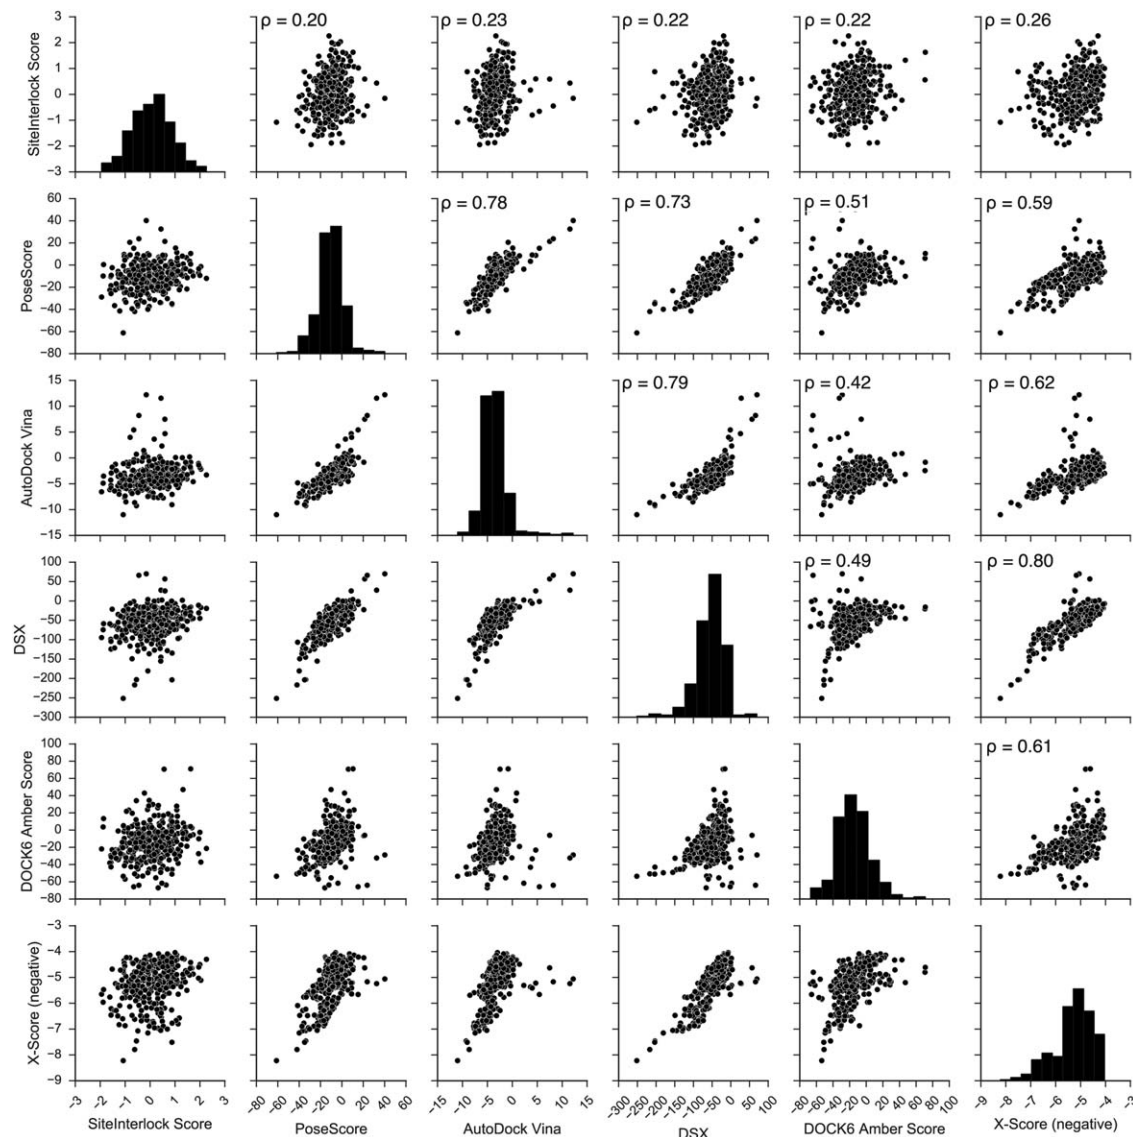 ρ = 0.20
ρ = 0.23
ρ = 0.22
ρ = 0.22
ρ = 0.26
SiteInterlock Score
3
2
1
0
−1
−2
−3
ρ = 0.78
ρ = 0.73
ρ = 0.51
ρ = 0.59
PoseScore
60
40
20
0
−20
−40
−60
−80
ρ = 0.79
ρ = 0.42
ρ = 0.62
AutoDock Vina
15
10
5
0
−5
−10
−15
ρ = 0.49
ρ = 0.80
DSX
100
50
0
−50
−100
−150
−200
−250
−300
ρ = 0.61
DOCK6 Amber Score
100
80
60
40
20
0
−20
−40
−60
−80
X-Score (negative)
−3
−4
−5
−6
−7
−8
−9
−3 −2 −1 0 1 2 3
−80 −60 −40 −20 0 20 40 60
−15 −10 −5 0 5 10 15
−300 −250 −200 −150 −100 −50 0 50 100
−80 −60 −40 −20 0 20 40 60 80 100
−9 −8 −7 −6 −5 −4 −3
SiteInterlock Score
PoseScore
AutoDock Vina
DSX
DOCK6 Amber Score
X-Score (negative)